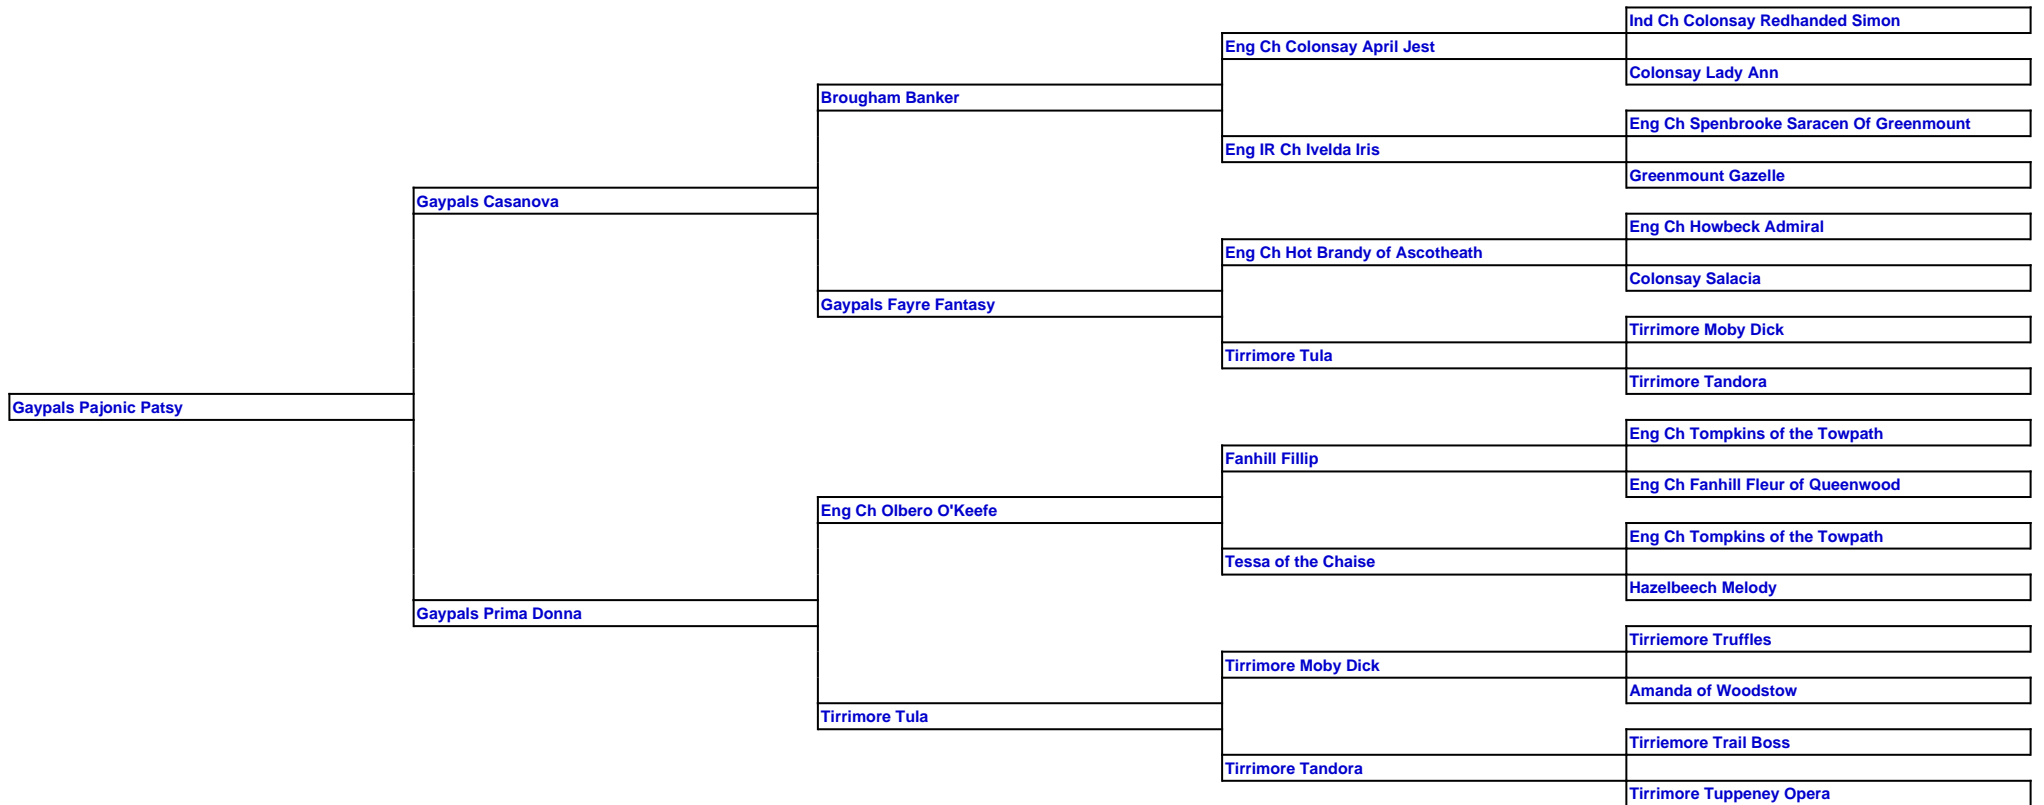 Ind Ch Colonsay Redhanded Simon
Eng Ch Colonsay April Jest
Colonsay Lady Ann
Brougham Banker
Eng Ch Spenbrooke Saracen Of Greenmount
Eng IR Ch Ivelda Iris
Greenmount Gazelle
Gaypals Casanova
Eng Ch Howbeck Admiral
Eng Ch Hot Brandy of Ascotheath
Colonsay Salacia
Gaypals Fayre Fantasy
Tirrimore Moby Dick
Tirrimore Tula
Tirrimore Tandora
Gaypals Pajonic Patsy
Eng Ch Tompkins of the Towpath
Fanhill Fillip
Eng Ch Fanhill Fleur of Queenwood
Eng Ch Olbero O'Keefe
Eng Ch Tompkins of the Towpath
Tessa of the Chaise
Hazelbeech Melody
Gaypals Prima Donna
Tirriemore Truffles
Tirrimore Moby Dick
Amanda of Woodstow
Tirrimore Tula
Tirriemore Trail Boss
Tirrimore Tandora
Tirrimore Tuppeney Opera